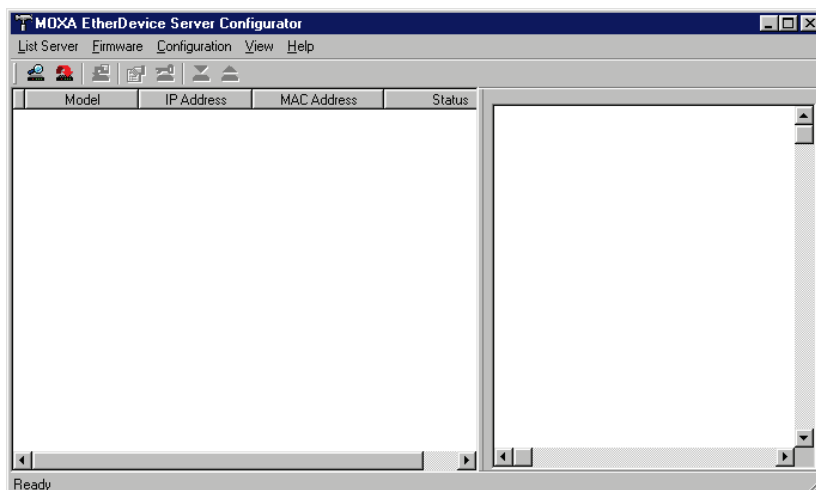 MOXA EtherDevice Server Configurator
List Server Firmware Configuration View Help
Model IP Address MAC Address Status
Ready